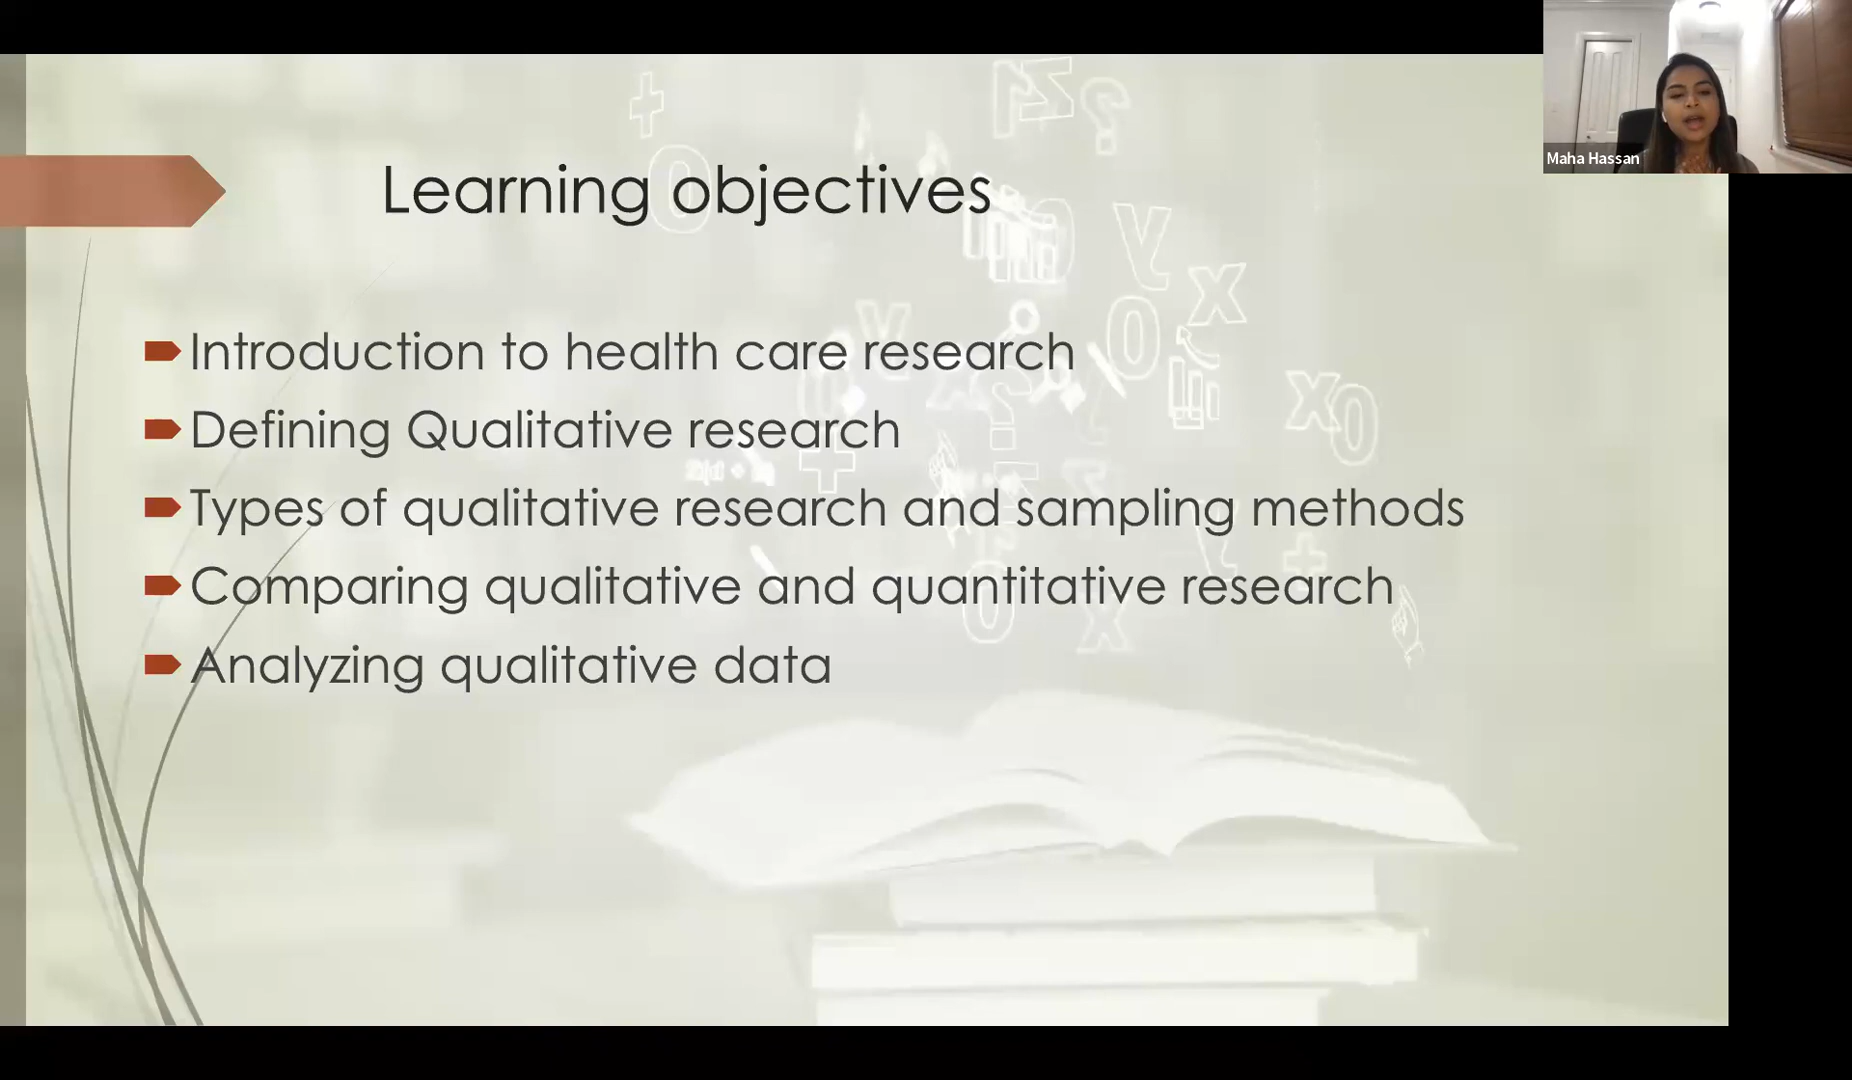 Maha Hassan
Learning objectives
Introduction to health care research
Defining Qualitative research
Types of qualitative research and sampling methods
Comparing qualitative and quantitative research
Analyzing qualitative data